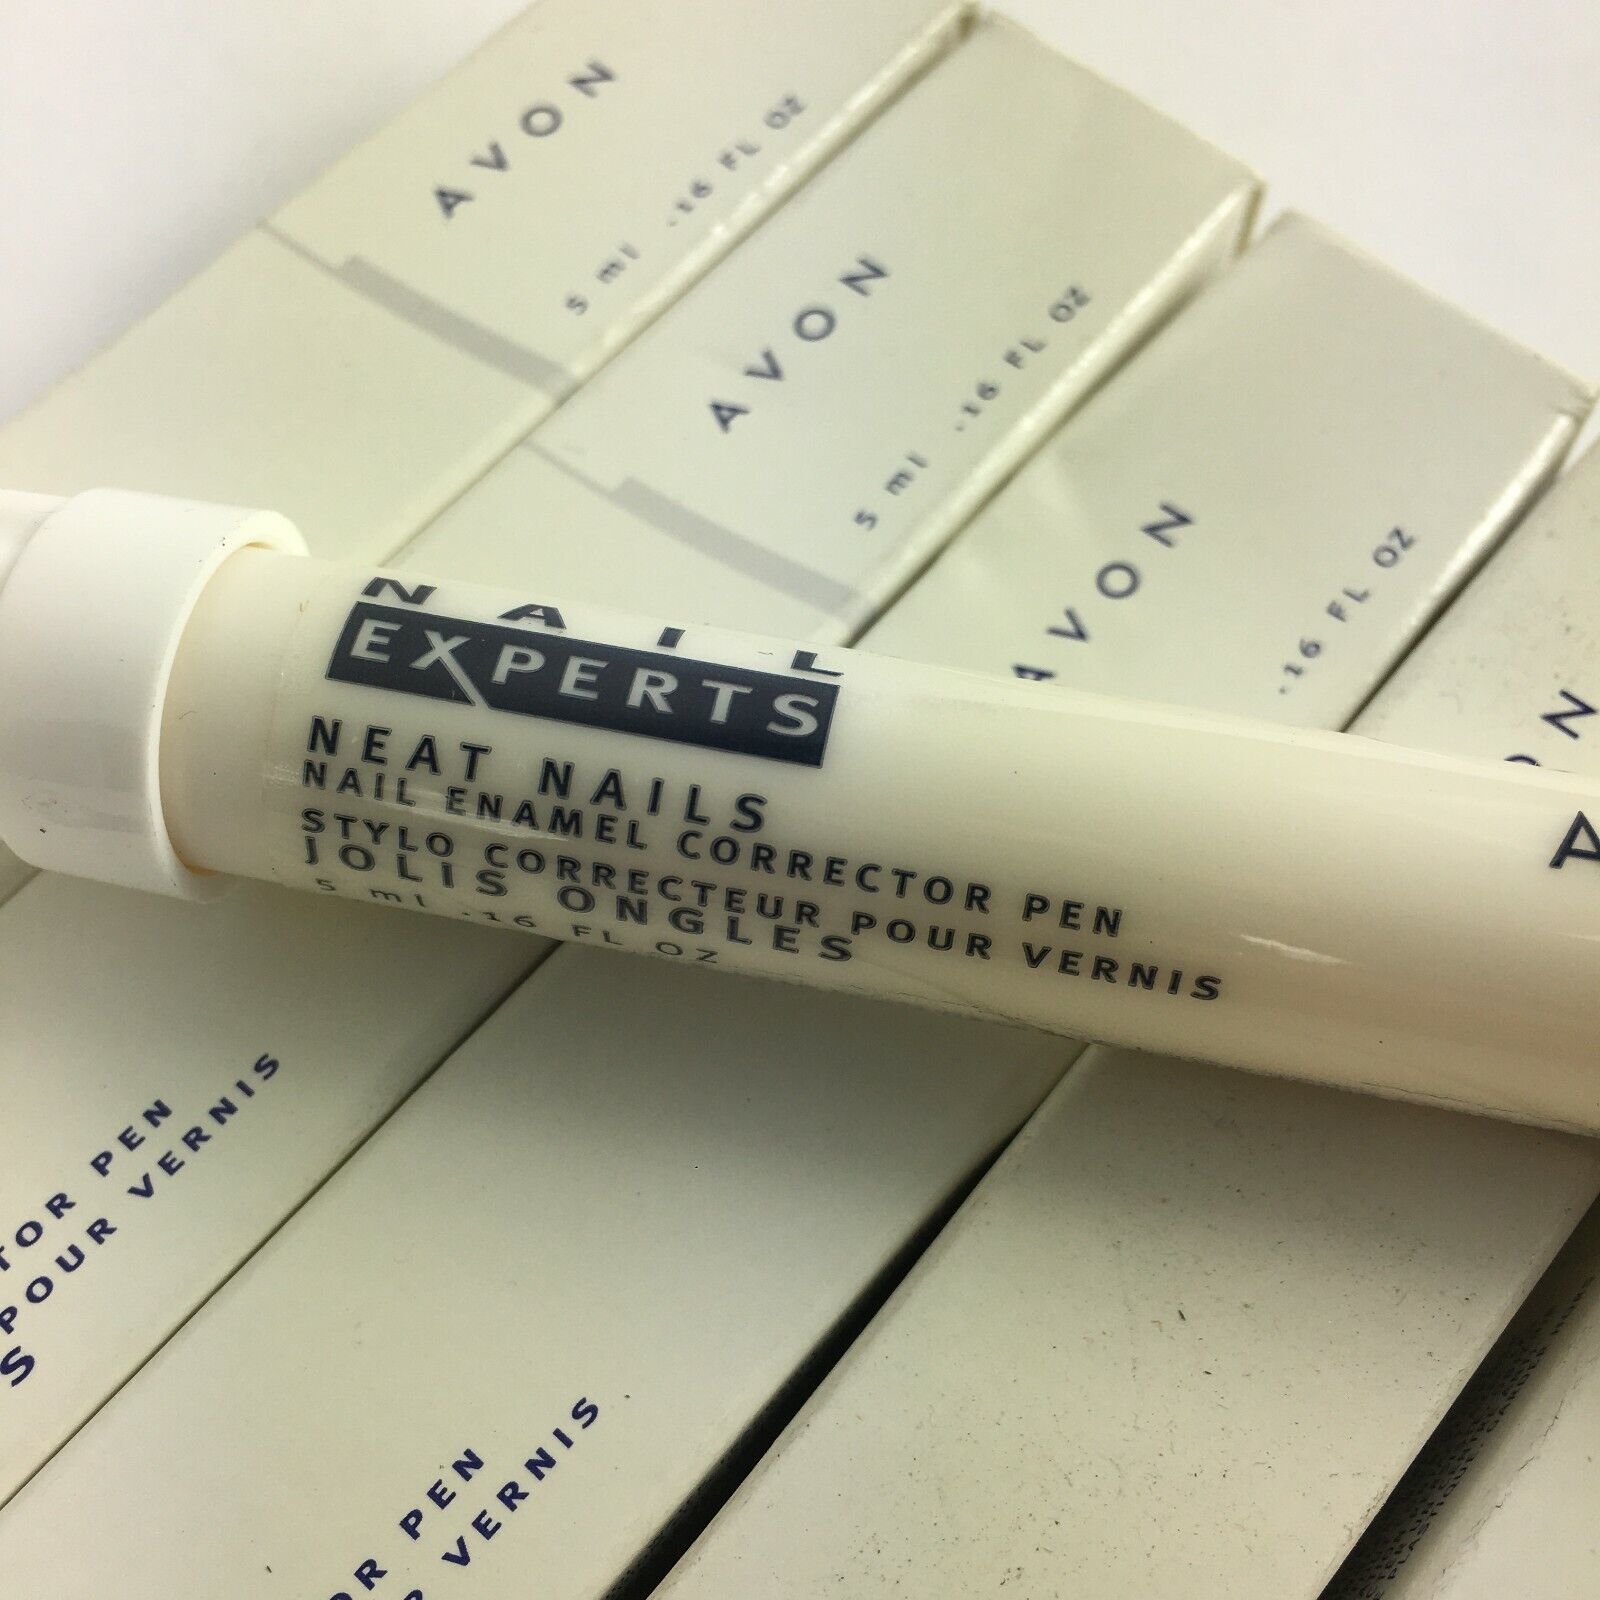 AVON
5 ml .16 FL OZ
AVON
5 ml .16 FL OZ
AVON
.16 FL OZ
ON
NAIL
EXPERTS
NEAT NAILS
NAIL ENAMEL CORRECTOR PEN
STYLO CORRECTEUR POUR VERNIS
JOLIS ONGLES
5 ml .16 FL OZ
A
TOR PEN
POUR VERNIS
S
OR PEN
R VERNIS